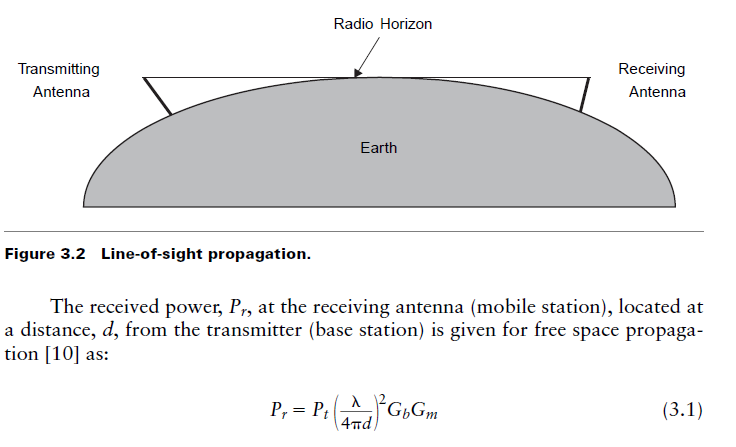 Radio Horizon
Transmitting
Antenna
Receiving
Antenna
Earth
Figure 3.2 Line-of-sight propagation.
The received power, Pr, at the receiving antenna (mobile station), located at
a distance, d, from the transmitter (base station) is given for free space propaga-
tion [10] as:
Pr = Pt (λ/4πd)² GbGm (3.1)